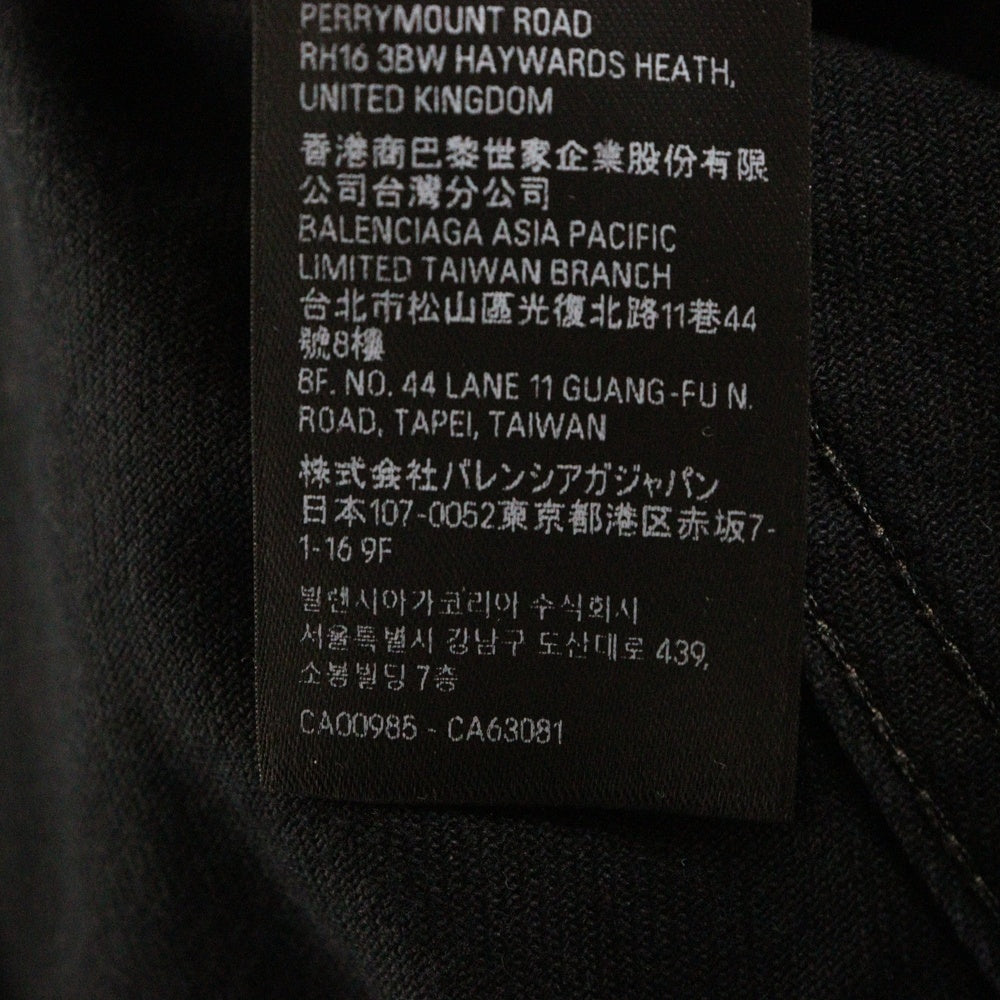 PERRYMOUNT ROAD
RH16 3BW HAYWARDS HEATH,
UNITED KINGDOM
香港商巴黎世家企業股份有限
公司台灣分公司
BALENCIAGA ASIA PACIFIC
LIMITED TAIWAN BRANCH
台北市松山區光復北路11巷44
號8樓
8F. NO. 44 LANE 11 GUANG-FU N.
ROAD, TAPEI, TAIWAN
株式会社バレンシアガジャパン
日本107-0052東京都港区赤坂7-
1-16 9F
발렌시아가코리아 수식회시
서울특별시 강남구 도산대로 439,
소봉빌딩 7층
CA00985 - CA63081